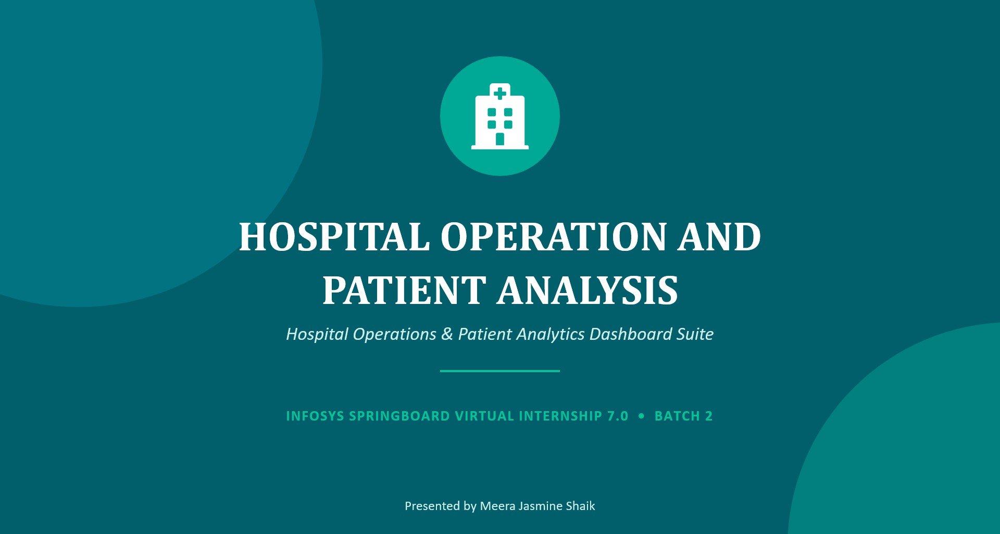 HOSPITAL OPERATION AND
PATIENT ANALYSIS
Hospital Operations & Patient Analytics Dashboard Suite
INFOSYS SPRINGBOARD VIRTUAL INTERNSHIP 7.0 • BATCH 2
Presented by Meera Jasmine Shaik